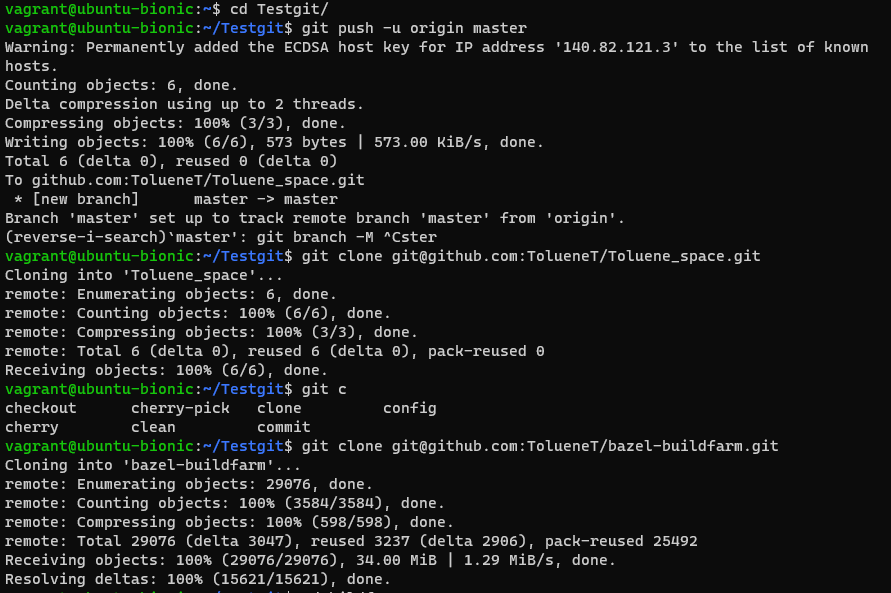 vagrant@ubuntu-bionic:~$ cd Testgit/
vagrant@ubuntu-bionic:~/Testgit$ git push -u origin master
Warning: Permanently added the ECDSA host key for IP address '140.82.121.3' to the list of known
hosts.
Counting objects: 6, done.
Delta compression using up to 2 threads.
Compressing objects: 100% (3/3), done.
Writing objects: 100% (6/6), 573 bytes | 573.00 KiB/s, done.
Total 6 (delta 0), reused 0 (delta 0)
To github.com:TolueneT/Toluene_space.git
 * [new branch]      master -> master
Branch 'master' set up to track remote branch 'master' from 'origin'.
(reverse-i-search)`master': git branch -M ^Cster
vagrant@ubuntu-bionic:~/Testgit$ git clone git@github.com:TolueneT/Toluene_space.git
Cloning into 'Toluene_space'...
remote: Enumerating objects: 6, done.
remote: Counting objects: 100% (6/6), done.
remote: Compressing objects: 100% (3/3), done.
remote: Total 6 (delta 0), reused 6 (delta 0), pack-reused 0
Receiving objects: 100% (6/6), done.
vagrant@ubuntu-bionic:~/Testgit$ git c
checkout      cherry-pick   clone         config
cherry        clean         commit
vagrant@ubuntu-bionic:~/Testgit$ git clone git@github.com:TolueneT/bazel-buildfarm.git
Cloning into 'bazel-buildfarm'...
remote: Enumerating objects: 29076, done.
remote: Counting objects: 100% (3584/3584), done.
remote: Compressing objects: 100% (598/598), done.
remote: Total 29076 (delta 3047), reused 3237 (delta 2906), pack-reused 25492
Receiving objects: 100% (29076/29076), 34.00 MiB | 1.29 MiB/s, done.
Resolving deltas: 100% (15621/15621), done.